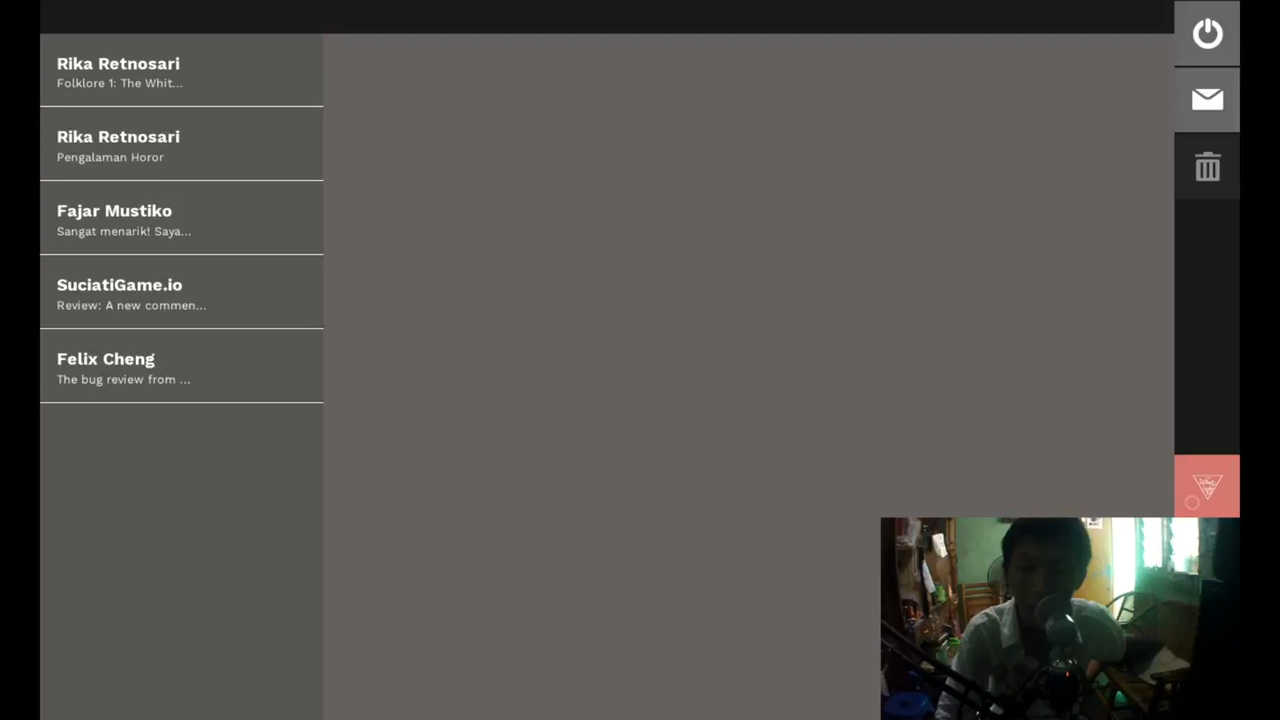 Rika Retnosari
Folklore 1: The Whit...
Rika Retnosari
Pengalaman Horor
Fajar Mustiko
Sangat menarik! Saya...
SuciatiGame.io
Review: A new commen...
Felix Cheng
The bug review from ...